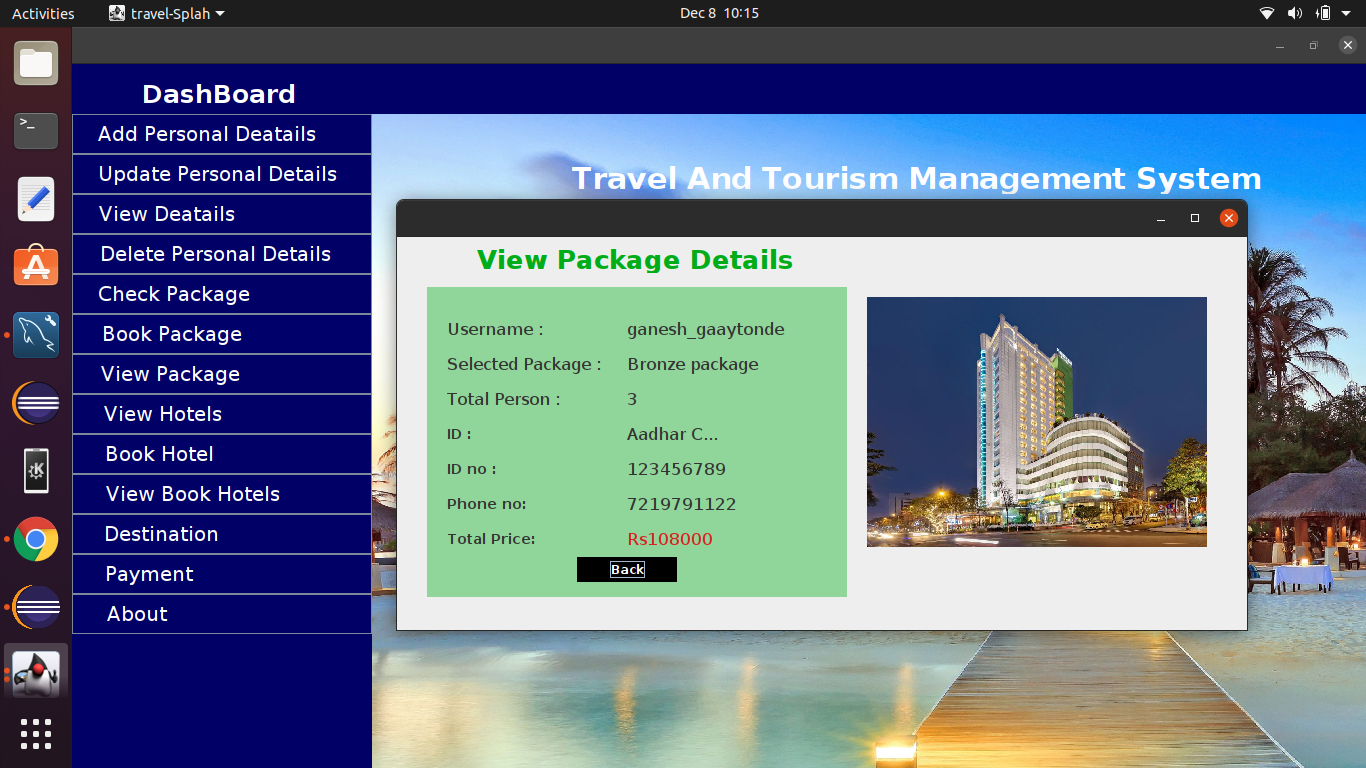 Activities travel-Splah Dec 8 10:15
DashBoard
Add Personal Deatails
Update Personal Details
View Deatails
Delete Personal Details
Check Package
Book Package
View Package
View Hotels
Book Hotel
View Book Hotels
Destination
Payment
About
Travel And Tourism Management System
View Package Details
Username : ganesh_gaaytonde
Selected Package : Bronze package
Total Person : 3
ID : Aadhar C...
ID no : 123456789
Phone no: 7219791122
Total Price: Rs108000
Back